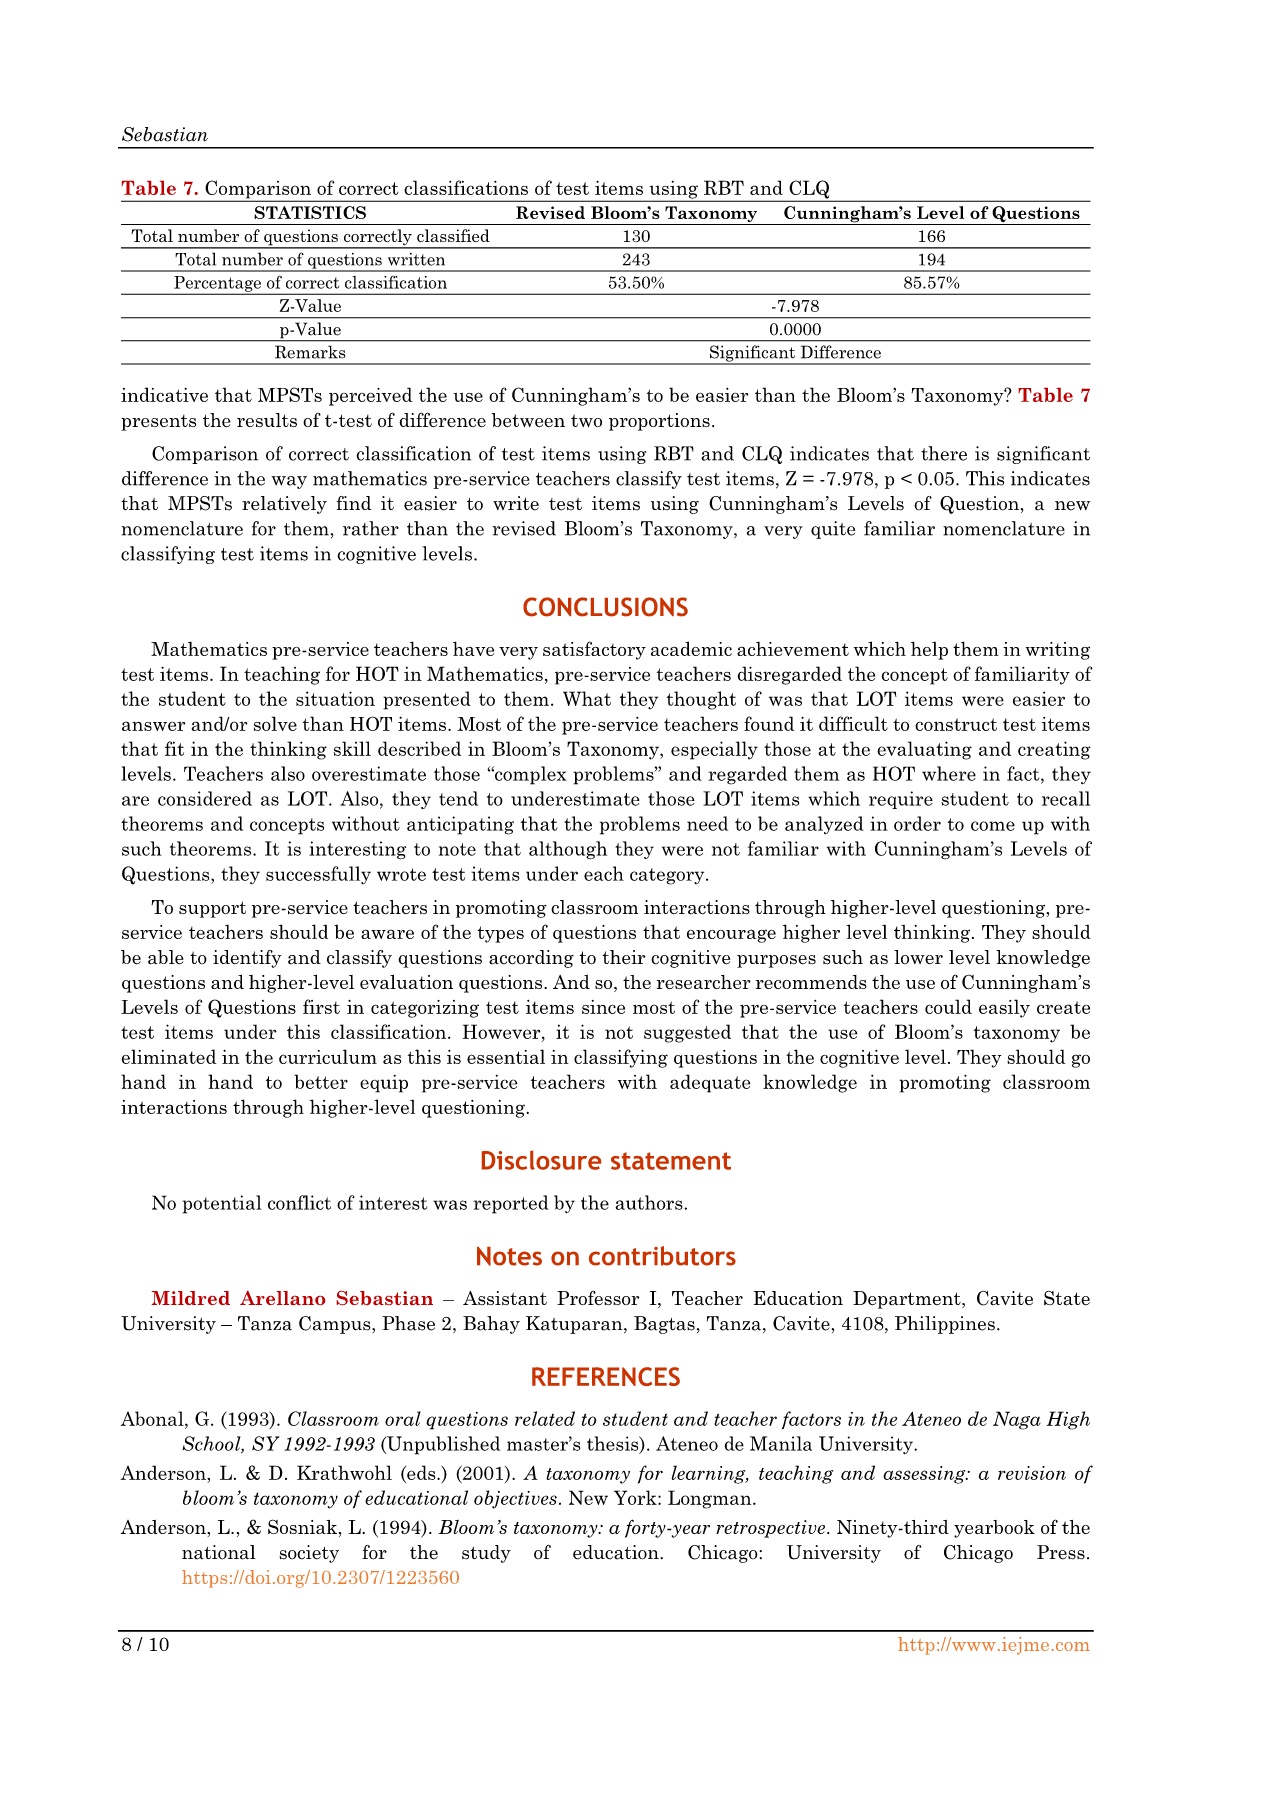 Sebastian
Table 7. Comparison of correct classifications of test items using RBT and CLQ
STATISTICS Revised Bloom's Taxonomy Cunningham's Level of Questions
Total number of questions correctly classified 130 166
Total number of questions written 243 194
Percentage of correct classification 53.50% 85.57%
Z-Value -7.978
p-Value 0.0000
Remarks Significant Difference
indicative that MPSTs perceived the use of Cunningham's to be easier than the Bloom's Taxonomy? Table 7
presents the results of t-test of difference between two proportions.
Comparison of correct classification of test items using RBT and CLQ indicates that there is significant
difference in the way mathematics pre-service teachers classify test items, Z = -7.978, p < 0.05. This indicates
that MPSTs relatively find it easier to write test items using Cunningham's Levels of Question, a new
nomenclature for them, rather than the revised Bloom's Taxonomy, a very quite familiar nomenclature in
classifying test items in cognitive levels.
CONCLUSIONS
Mathematics pre-service teachers have very satisfactory academic achievement which help them in writing
test items. In teaching for HOT in Mathematics, pre-service teachers disregarded the concept of familiarity of
the student to the situation presented to them. What they thought of was that LOT items were easier to
answer and/or solve than HOT items. Most of the pre-service teachers found it difficult to construct test items
that fit in the thinking skill described in Bloom's Taxonomy, especially those at the evaluating and creating
levels. Teachers also overestimate those “complex problems” and regarded them as HOT where in fact, they
are considered as LOT. Also, they tend to underestimate those LOT items which require student to recall
theorems and concepts without anticipating that the problems need to be analyzed in order to come up with
such theorems. It is interesting to note that although they were not familiar with Cunningham's Levels of
Questions, they successfully wrote test items under each category.
To support pre-service teachers in promoting classroom interactions through higher-level questioning, pre-
service teachers should be aware of the types of questions that encourage higher level thinking. They should
be able to identify and classify questions according to their cognitive purposes such as lower level knowledge
questions and higher-level evaluation questions. And so, the researcher recommends the use of Cunningham's
Levels of Questions first in categorizing test items since most of the pre-service teachers could easily create
test items under this classification. However, it is not suggested that the use of Bloom's taxonomy be
eliminated in the curriculum as this is essential in classifying questions in the cognitive level. They should go
hand in hand to better equip pre-service teachers with adequate knowledge in promoting classroom
interactions through higher-level questioning.
Disclosure statement
No potential conflict of interest was reported by the authors.
Notes on contributors
Mildred Arellano Sebastian – Assistant Professor I, Teacher Education Department, Cavite State
University – Tanza Campus, Phase 2, Bahay Katuparan, Bagtas, Tanza, Cavite, 4108, Philippines.
REFERENCES
Abonal, G. (1993). Classroom oral questions related to student and teacher factors in the Ateneo de Naga High
School, SY 1992-1993 (Unpublished master's thesis). Ateneo de Manila University.
Anderson, L. & D. Krathwohl (eds.) (2001). A taxonomy for learning, teaching and assessing: a revision of
bloom's taxonomy of educational objectives. New York: Longman.
Anderson, L., & Sosniak, L. (1994). Bloom's taxonomy: a forty-year retrospective. Ninety-third yearbook of the
national society for the study of education. Chicago: University of Chicago Press.
https://doi.org/10.2307/1223560
8 / 10 http://www.iejme.com